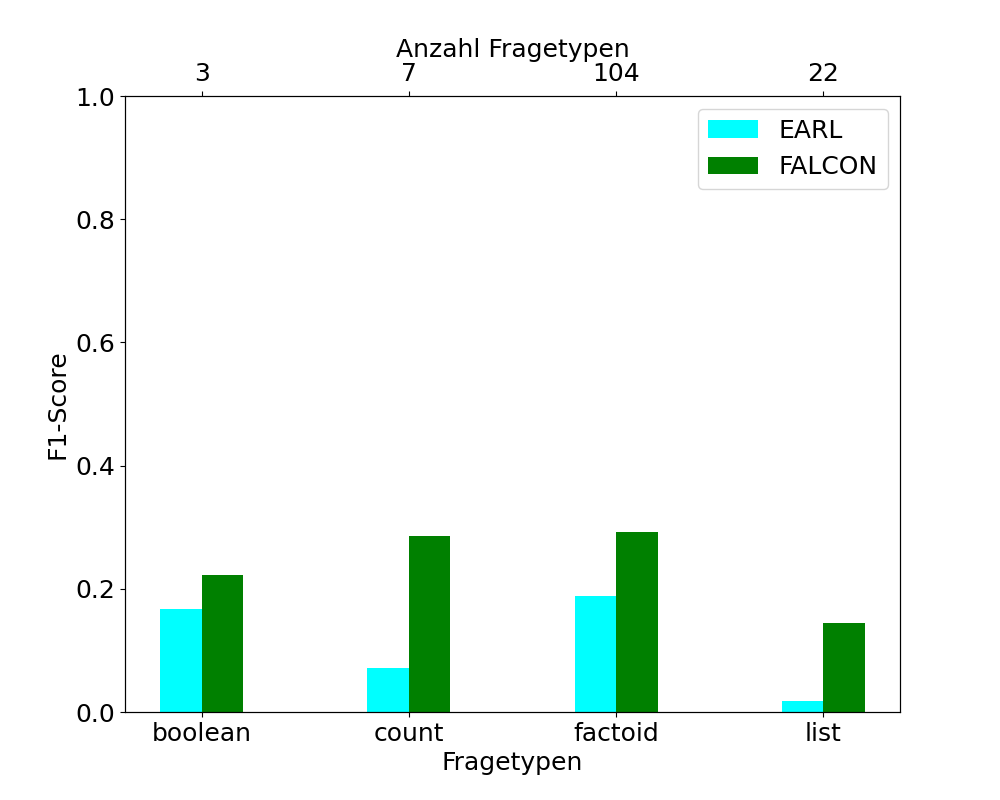 Anzahl Fragetypen
3 7 104 22
1.0
0.8
0.6
0.4
0.2
0.0
F1-Score
EARL
FALCON
boolean count factoid list
Fragetypen